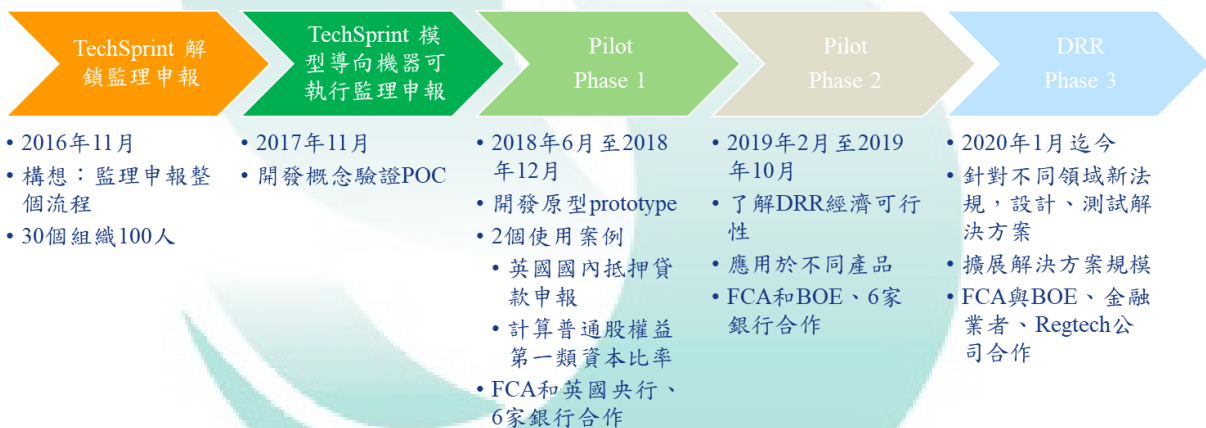 TechSprint 解
鎖監理申報
• 2016年11月
• 構想：監理申報整
個流程
• 30個組織100人
TechSprint 模
型導向機器可
執行監理申報
• 2017年11月
• 開發概念驗證POC
Pilot
Phase 1
• 2018年6月至2018
年12月
• 開發原型prototype
• 2個使用案例
• 英國國內抵押貸
款申報
• 計算普通股權益
第一類資本比率
• FCA和英國央行、
6家銀行合作
Pilot
Phase 2
• 2019年2月至2019
年10月
• 了解DRR經濟可行
性
• 應用於不同產品
• FCA和BOE、6家
銀行合作
DRR
Phase 3
• 2020年1月迄今
• 針對不同領域新法
規，設計、測試解
決方案
• 擴展解決方案規模
• FCA與BOE、金融
業者、Regtech公
司合作